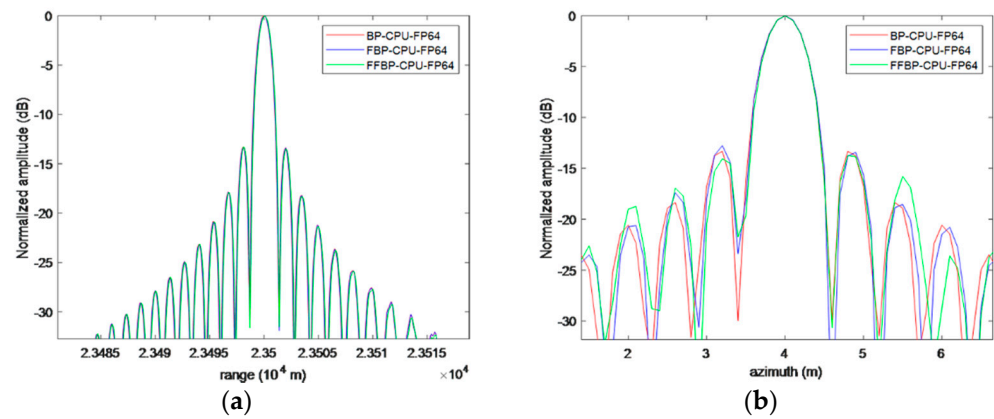 0
-5
-10
-15
-20
-25
-30
Normalized amplitude (dB)
BP-CPU-FP64
FBP-CPU-FP64
FFBP-CPU-FP64
2.3485
2.349
2.3495
2.35
2.3505
2.351
2.3515
range (10⁴ m)
×10⁴
(a)
0
-5
-10
-15
-20
-25
-30
Normalized amplitude (dB)
BP-CPU-FP64
FBP-CPU-FP64
FFBP-CPU-FP64
2
3
4
5
6
azimuth (m)
(b)